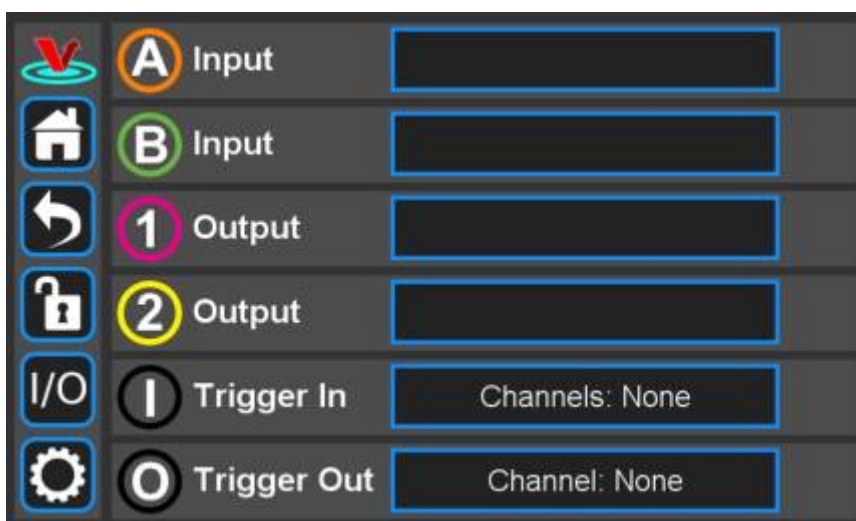 V
A Input
B Input
1 Output
2 Output
I/O
I Trigger In Channels: None
O Trigger Out Channel: None